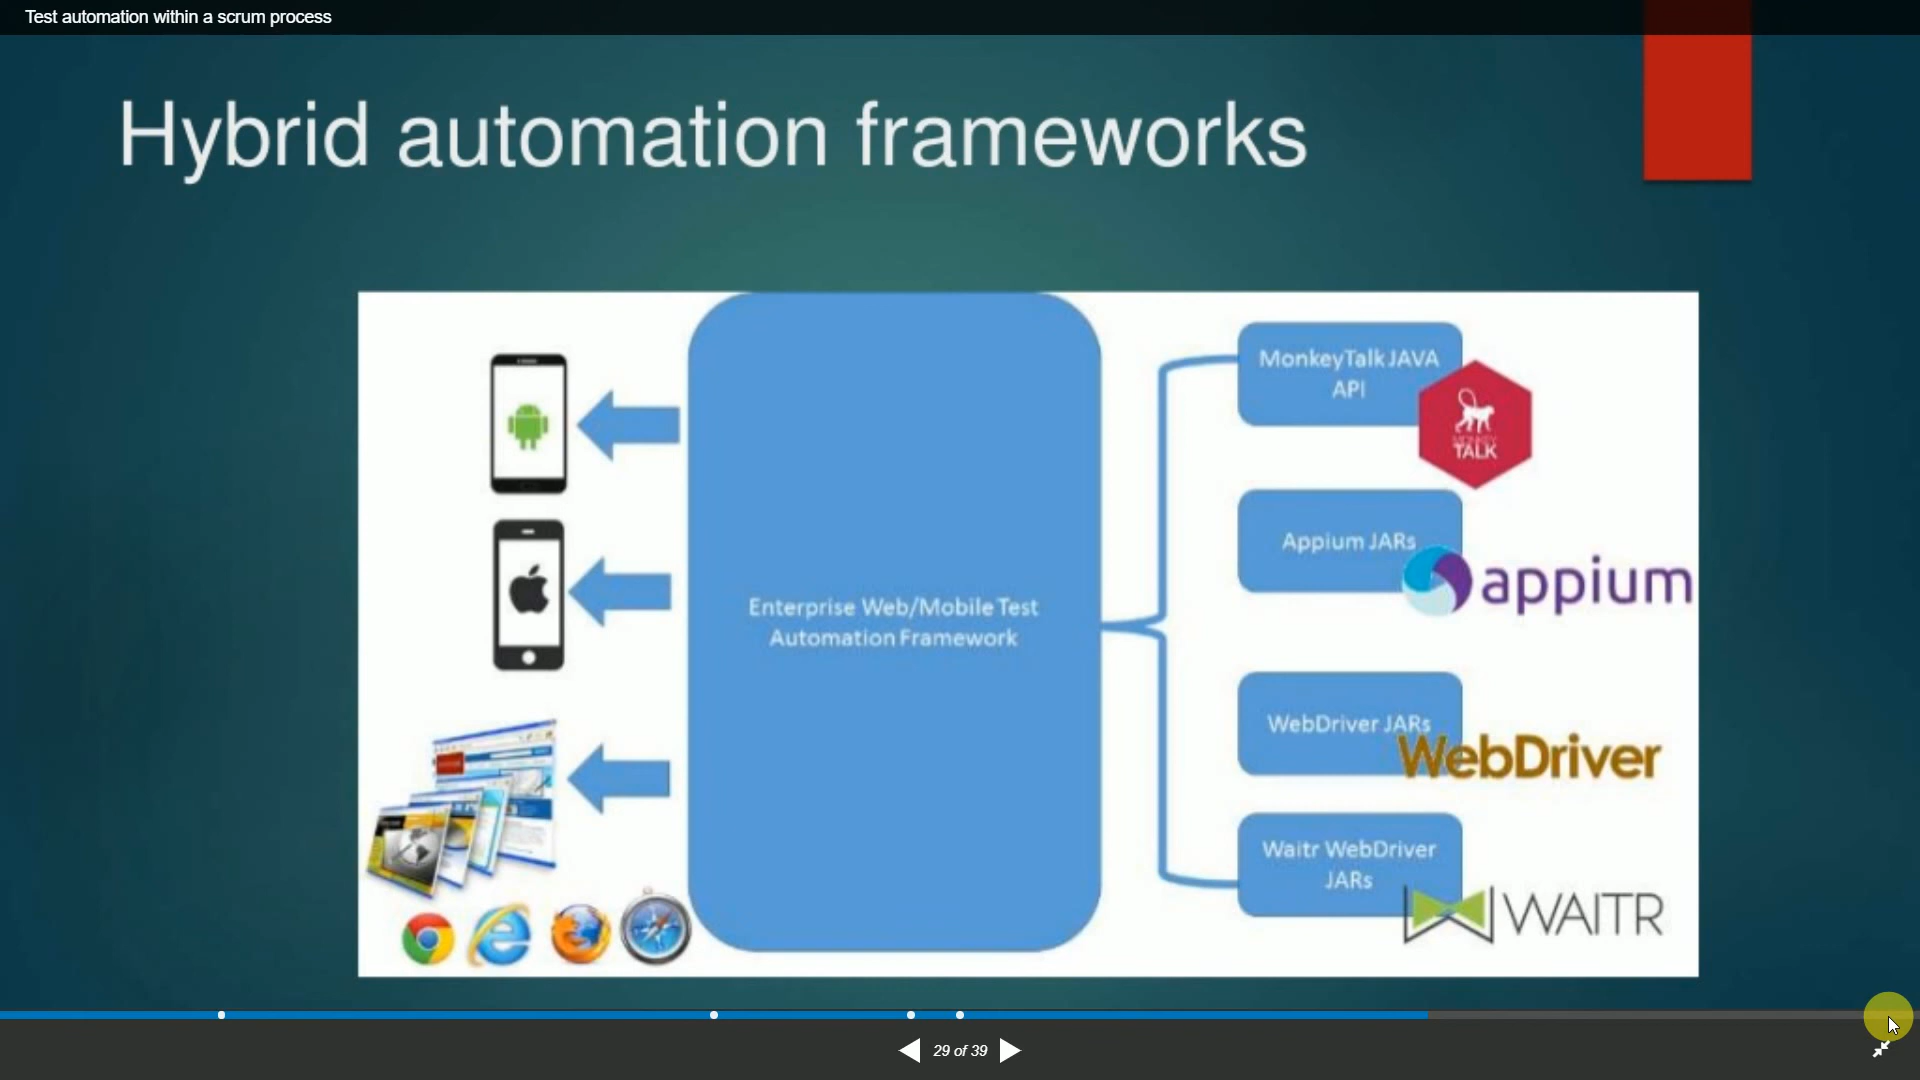 Test automation within a scrum process
Hybrid automation frameworks
MonkeyTalk JAVA
API
MONKEY
TALK
Appium JARs
appium
Enterprise Web/Mobile Test
Automation Framework
WebDriver JARs
WebDriver
Waitr WebDriver
JARs
WAITR
29 of 39